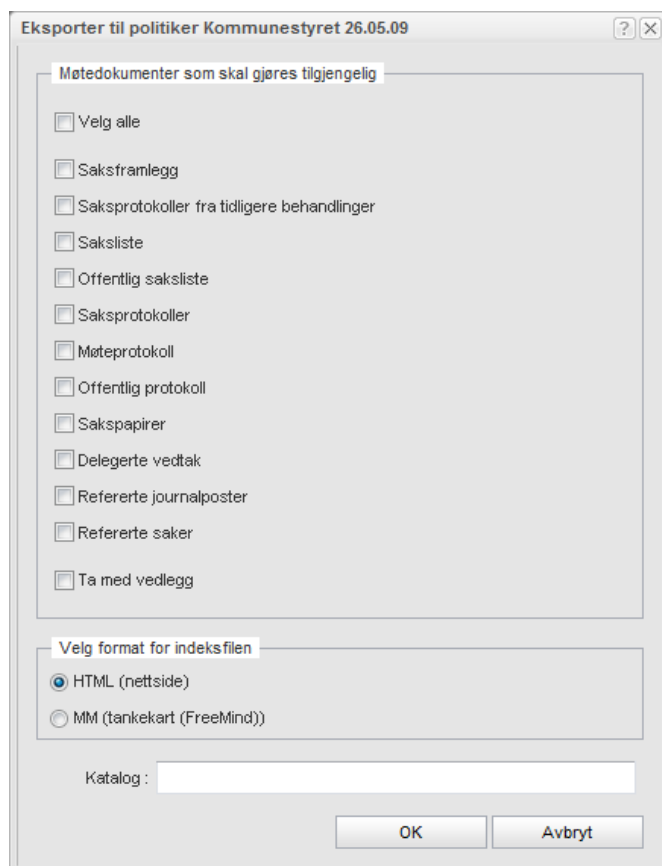 Eksporter til politiker Kommunestyret 26.05.09
Møtedokumenter som skal gjøres tilgjengelig
Velg alle
Saksframlegg
Saksprotokoller fra tidligere behandlinger
Saksliste
Offentlig saksliste
Saksprotokoller
Møteprotokoll
Offentlig protokoll
Sakspapirer
Delegerte vedtak
Refererte journalposter
Refererte saker
Ta med vedlegg
Velg format for indeksfilen
HTML (nettside)
MM (tankekart (FreeMind))
Katalog :
OK Avbryt